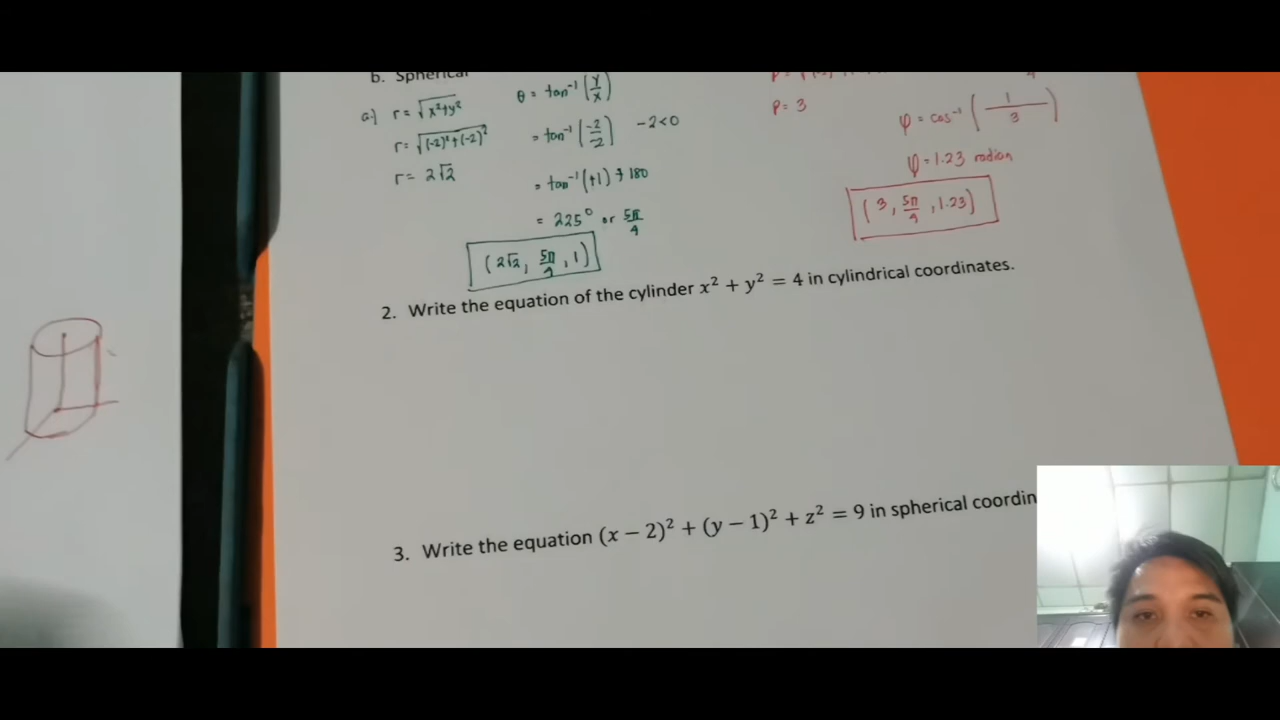 b. Spherical
a.) r = √x²+y²
r = √(-2)²+(-2)²
r = 2√2
θ = tan⁻¹(y/x)
= tan⁻¹(-2/-2) -2<0
= tan⁻¹(+1) + 180
= 225° or 5π/4
(2√2, 5π/4, 1)
ρ = 3
φ = cos⁻¹(1/3)
φ = 1.23 radian
(3, 5π/4, 1.23)
2. Write the equation of the cylinder x² + y² = 4 in cylindrical coordinates.
3. Write the equation (x − 2)² + (y − 1)² + z² = 9 in spherical coordin